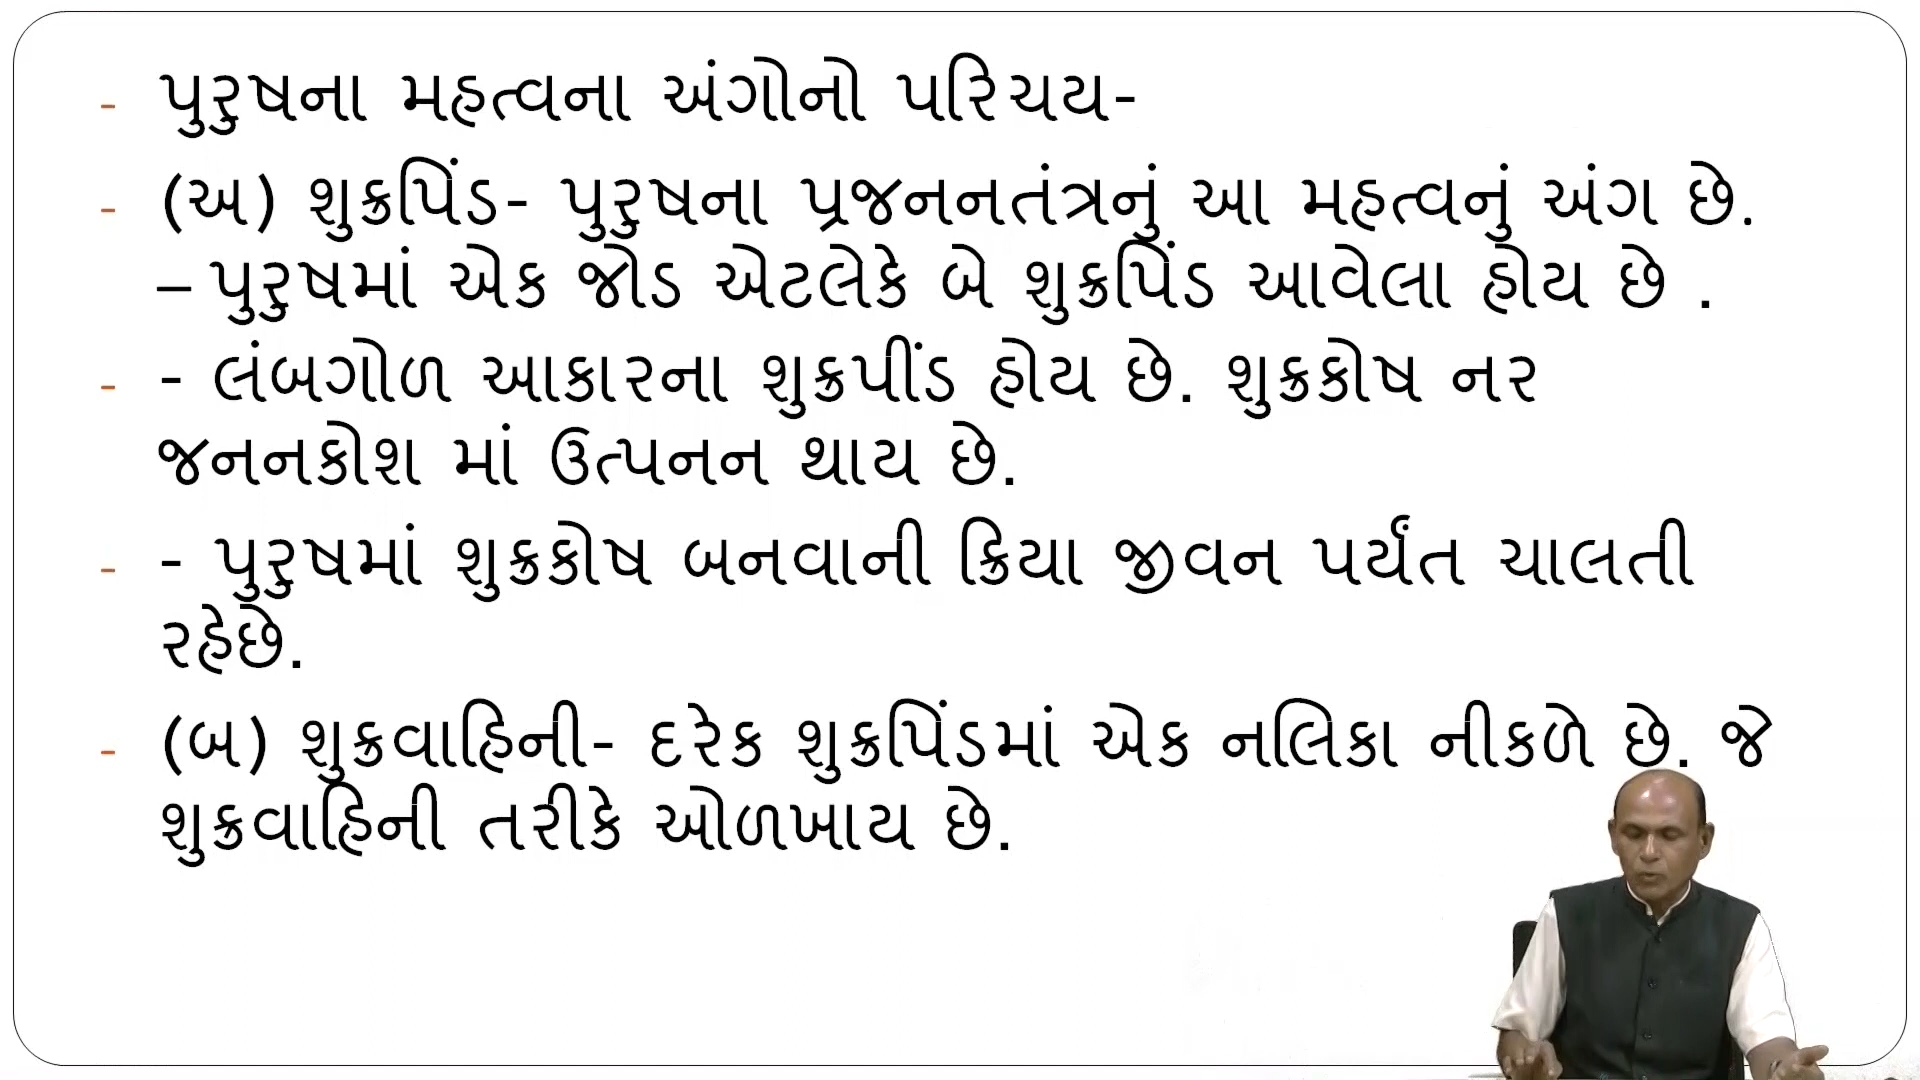 - પુરુષના મહત્વના અંગોનો પરિચય-
- (અ) શુક્રપિંડ- પુરુષના પ્રજનનતંત્રનું આ મહત્વનું અંગ છે.
– પુરુષમાં એક જોડ એટલેકે બે શુક્રપિંડ આવેલા હોય છે .
- - લંબગોળ આકારના શુક્રપીંડ હોય છે. શુક્રકોષ નર
જનનકોશ માં ઉત્પનન થાય છે.
- - પુરુષમાં શુક્રકોષ બનવાની ક્રિયા જીવન પર્યંત ચાલતી
રહેછે.
- (બ) શુક્રવાહિની- દરેક શુક્રપિંડમાં એક નલિકા નીકળે છે. જે
શુક્રવાહિની તરીકે ઓળખાય છે.